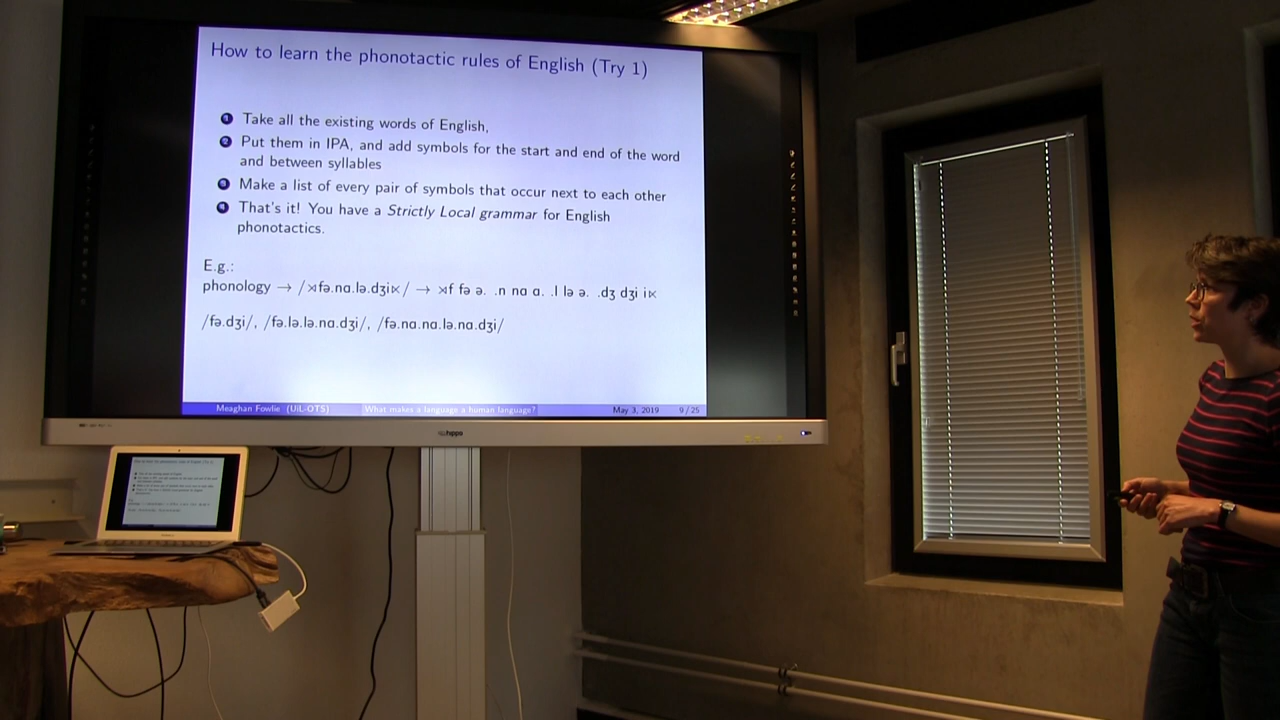 How to learn the phonotactic rules of English (Try 1)
1 Take all the existing words of English,
2 Put them in IPA, and add symbols for the start and end of the word
and between syllables
3 Make a list of every pair of symbols that occur next to each other
4 That's it! You have a Strictly Local grammar for English
phonotactics.
E.g.:
phonology → /⋊fə.nɑ.lə.dʒi⋉/ → ⋊f fə ə. .n nɑ ɑ. .l lə ə. .dʒ dʒi i⋉
/fə.dʒi/, /fə.lə.lə.nɑ.dʒi/, /fə.nɑ.nɑ.lə.nɑ.dʒi/
Meaghan Fowlie (UiL-OTS) What makes a language a human language? May 3, 2019 9 / 25
hippo